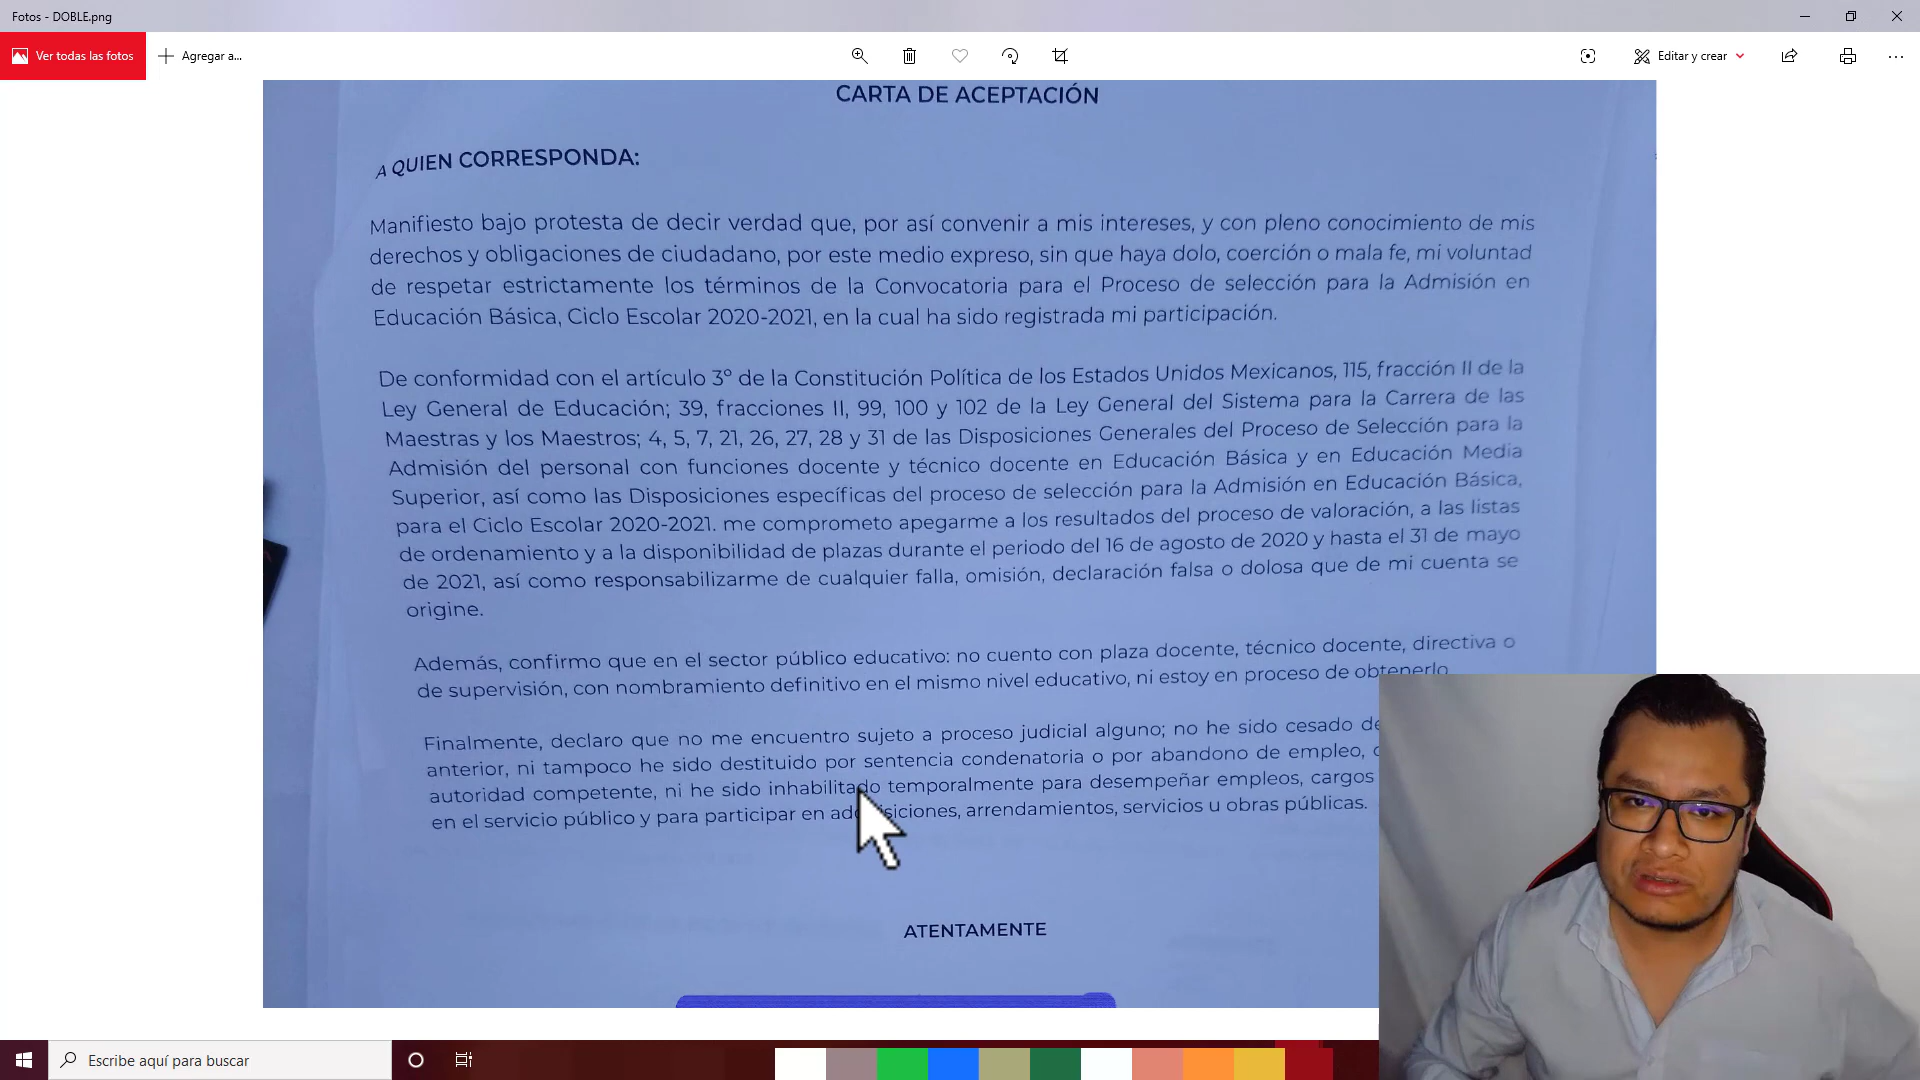 Fotos - DOBLE.png
Ver todas las fotos
Agregar a...
Editar y crear
CARTA DE ACEPTACIÓN
A QUIEN CORRESPONDA:
Manifiesto bajo protesta de decir verdad que, por así convenir a mis intereses, y con pleno conocimiento de mis
derechos y obligaciones de ciudadano, por este medio expreso, sin que haya dolo, coerción o mala fe, mi voluntad
de respetar estrictamente los términos de la Convocatoria para el Proceso de selección para la Admisión en
Educación Básica, Ciclo Escolar 2020-2021, en la cual ha sido registrada mi participación.
De conformidad con el artículo 3º de la Constitución Política de los Estados Unidos Mexicanos, 115, fracción II de la
Ley General de Educación; 39, fracciones II, 99, 100 y 102 de la Ley General del Sistema para la Carrera de las
Maestras y los Maestros; 4, 5, 7, 21, 26, 27, 28 y 31 de las Disposiciones Generales del Proceso de Selección para la
Admisión del personal con funciones docente y técnico docente en Educación Básica y en Educación Media
Superior, así como las Disposiciones específicas del proceso de selección para la Admisión en Educación Básica,
para el Ciclo Escolar 2020-2021. me comprometo apegarme a los resultados del proceso de valoración, a las listas
de ordenamiento y a la disponibilidad de plazas durante el periodo del 16 de agosto de 2020 y hasta el 31 de mayo
de 2021, así como responsabilizarme de cualquier falla, omisión, declaración falsa o dolosa que de mi cuenta se
origine.
Además, confirmo que en el sector público educativo: no cuento con plaza docente, técnico docente, directiva o
de supervisión, con nombramiento definitivo en el mismo nivel educativo, ni estoy en proceso de obtenerlo
Finalmente, declaro que no me encuentro sujeto a proceso judicial alguno; no he sido cesado
anterior, ni tampoco he sido destituido por sentencia condenatoria o por abandono de empleo,
autoridad competente, ni he sido inhabilitado temporalmente para desempeñar empleos, cargos
en el servicio público y para participar en arrendamientos, servicios u obras públicas.
ATENTAMENTE
Escribe aquí para buscar